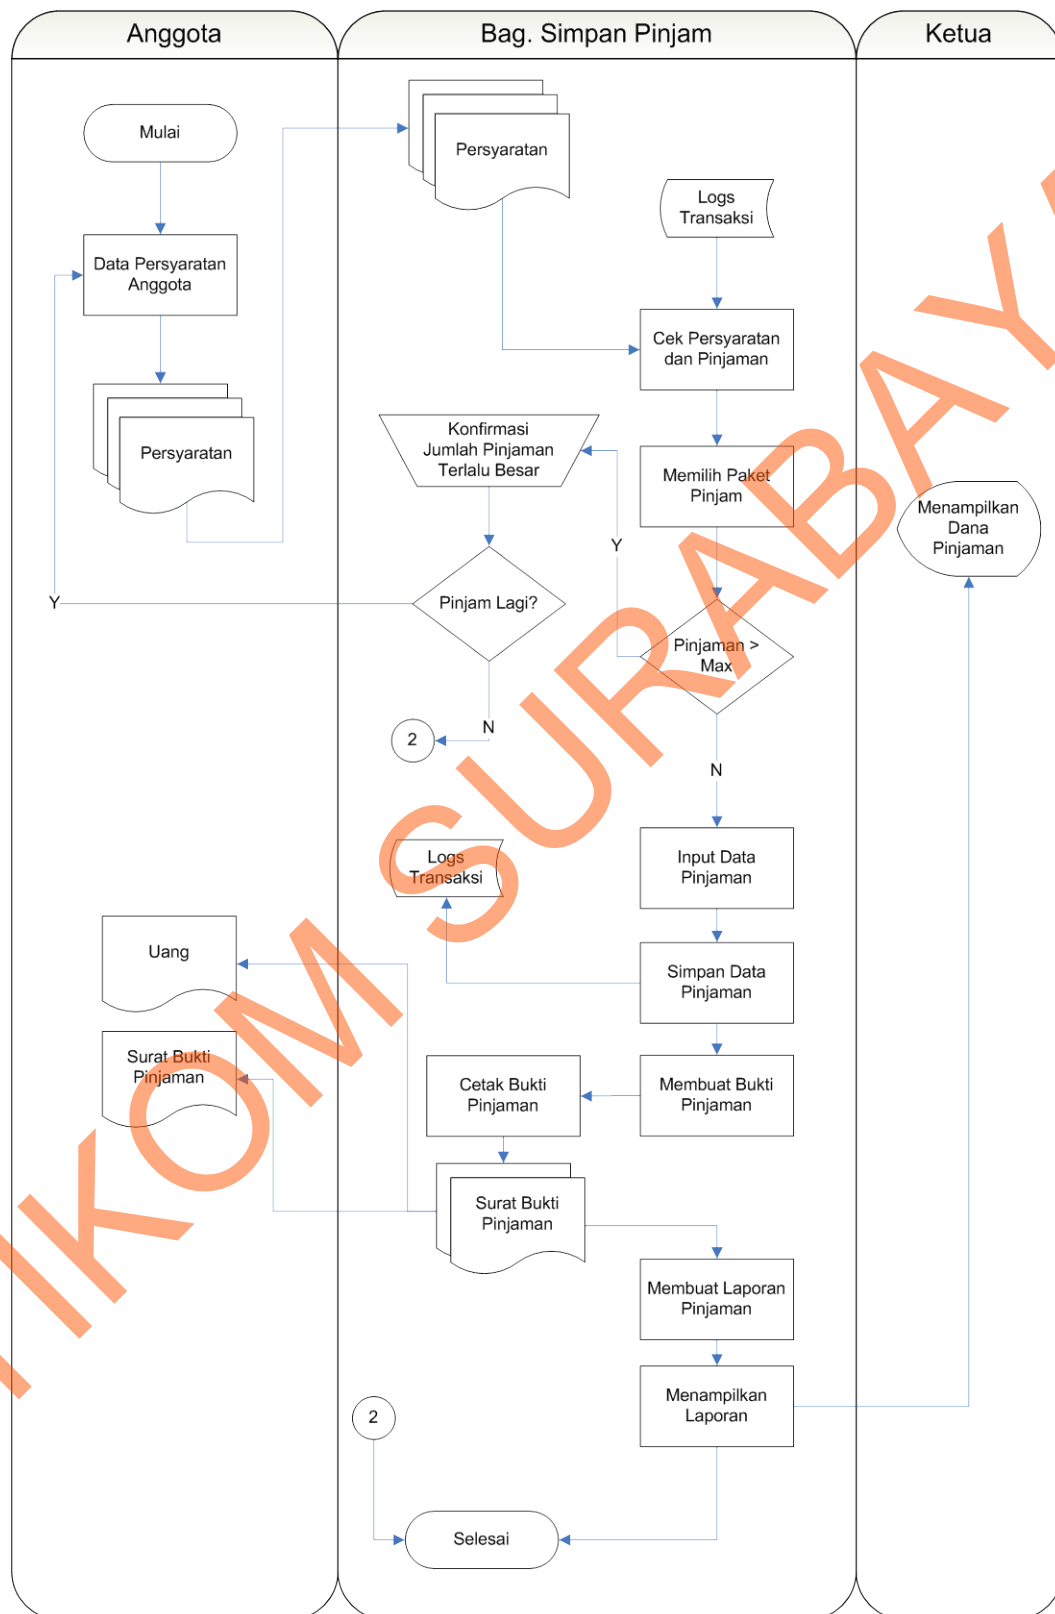 Anggota
Bag. Simpan Pinjam
Ketua
Mulai
Persyaratan
Logs
Transaksi
Data Persyaratan
Anggota
Cek Persyaratan
dan Pinjaman
Persyaratan
Konfirmasi
Jumlah Pinjaman
Terlalu Besar
Memilih Paket
Pinjam
Menampilkan
Dana
Pinjaman
Y
Y
Pinjam Lagi?
Pinjaman >
Max
N
2
N
Logs
Transaksi
Input Data
Pinjaman
Uang
Simpan Data
Pinjaman
Surat Bukti
Pinjaman
Cetak Bukti
Pinjaman
Membuat Bukti
Pinjaman
Surat Bukti
Pinjaman
Membuat Laporan
Pinjaman
Menampilkan
Laporan
2
Selesai
IKOM SURABAYA